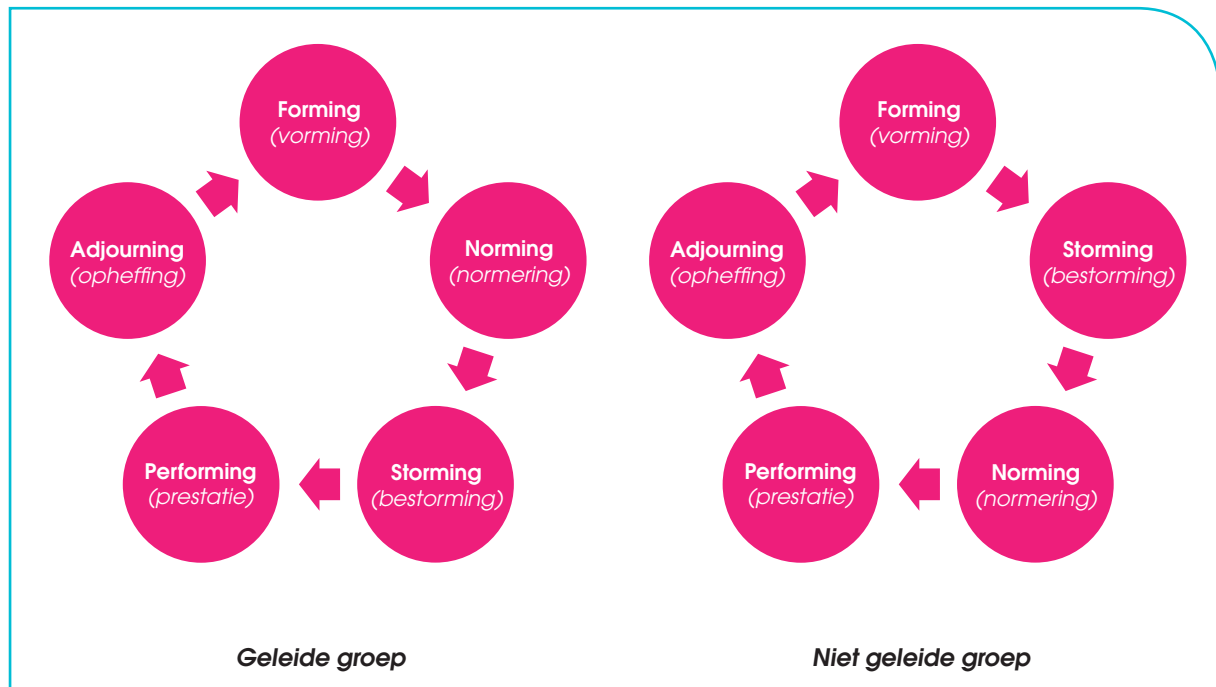 Forming
(vorming)
Norming
(normering)
Storming
(bestorming)
Performing
(prestatie)
Adjourning
(opheffing)
Geleide groep
Forming
(vorming)
Storming
(bestorming)
Norming
(normering)
Performing
(prestatie)
Adjourning
(opheffing)
Niet geleide groep